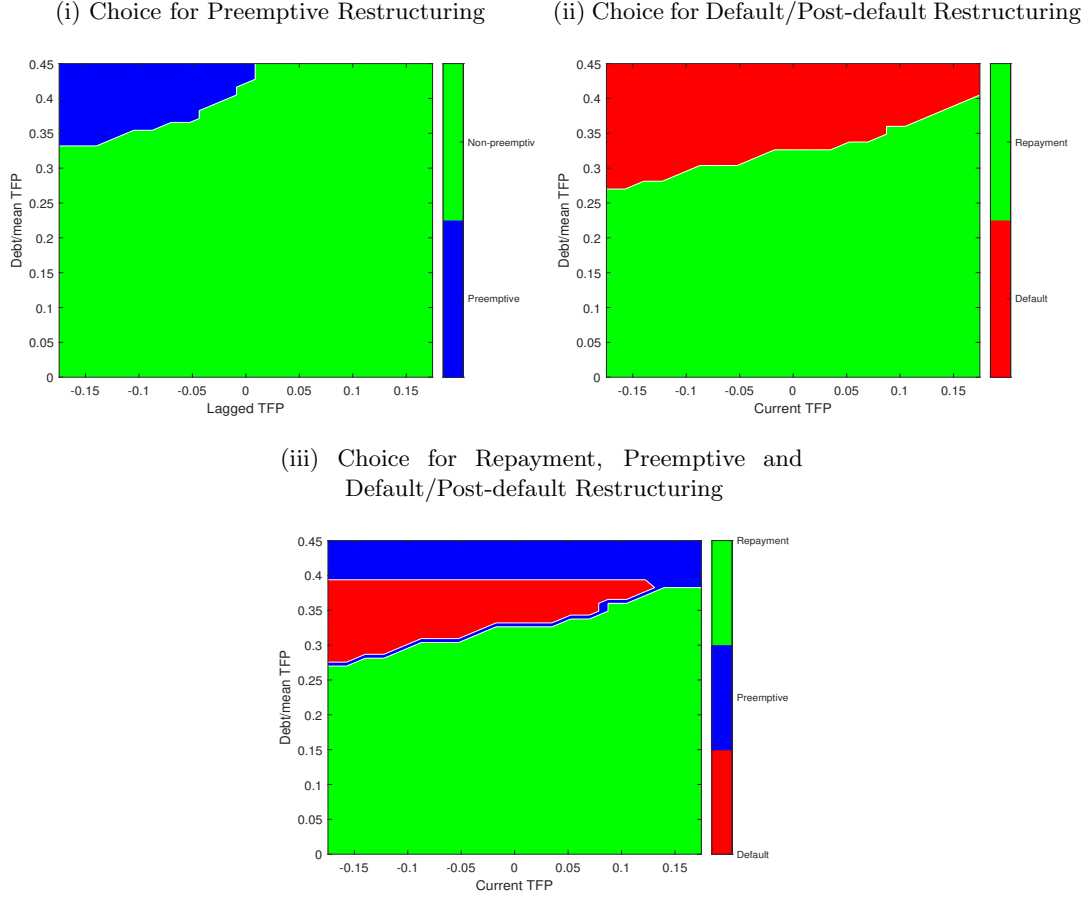 (i) Choice for Preemptive Restructuring
(ii) Choice for Default/Post-default Restructuring
0.45
0.4
0.35
0.3
0.25
0.2
0.15
0.1
0.05
0
Debt/mean TFP
-0.15 -0.1 -0.05 0 0.05 0.1 0.15
Lagged TFP
Non-preemptiv
Preemptive
0.45
0.4
0.35
0.3
0.25
0.2
0.15
0.1
0.05
0
Debt/mean TFP
-0.15 -0.1 -0.05 0 0.05 0.1 0.15
Current TFP
Repayment
Default
(iii) Choice for Repayment, Preemptive and
Default/Post-default Restructuring
0.45
0.4
0.35
0.3
0.25
0.2
0.15
0.1
0.05
0
Debt/mean TFP
-0.15 -0.1 -0.05 0 0.05 0.1 0.15
Current TFP
Repayment
Preemptive
Default